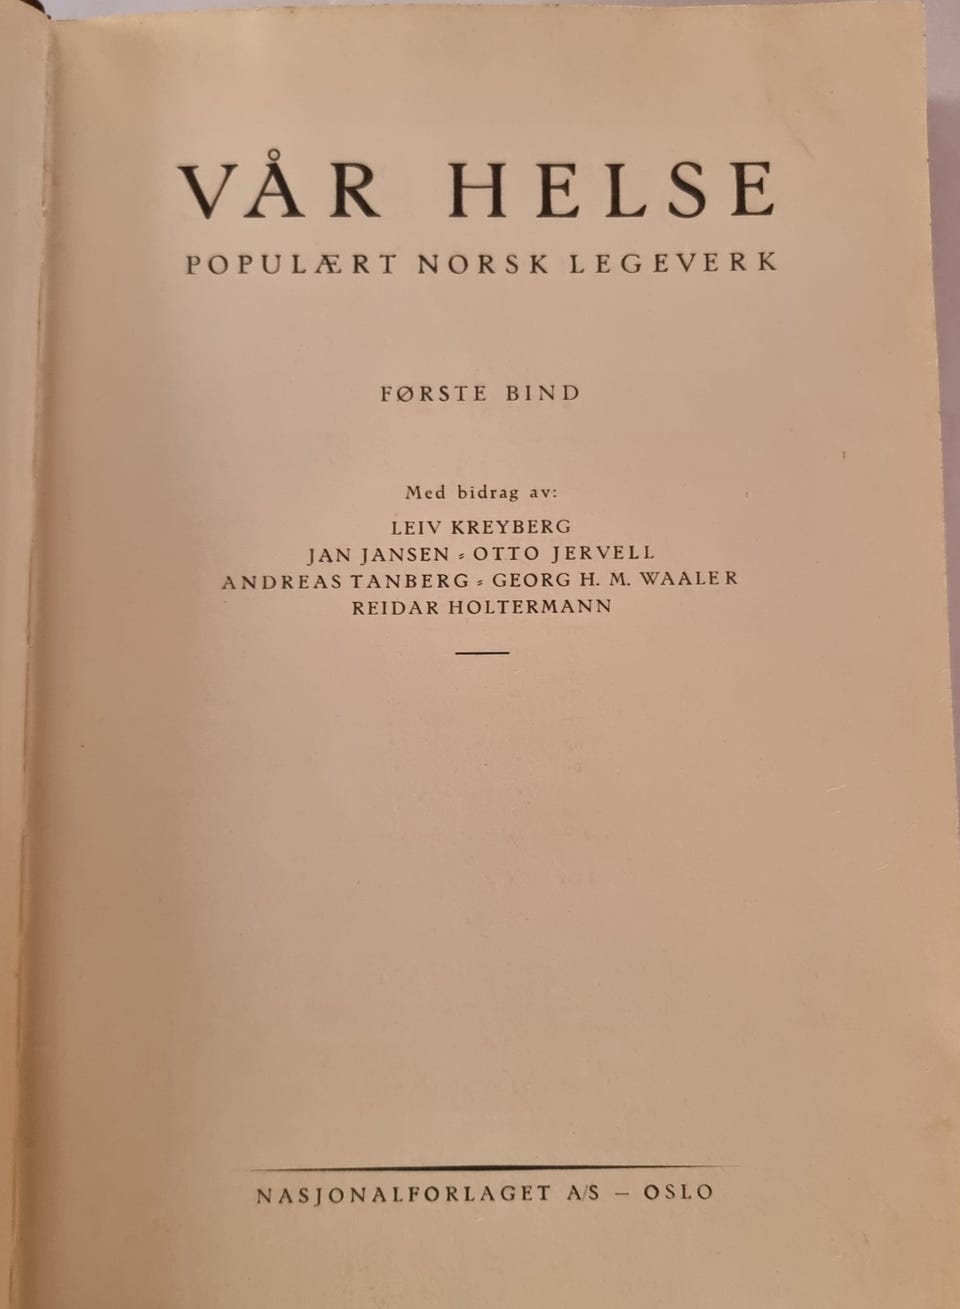 VÅR HELSE
POPULÆRT NORSK LEGEVERK
FØRSTE BIND
Med bidrag av:
LEIV KREYBERG
JAN JANSEN ⸗ OTTO JERVELL
ANDREAS TANBERG ⸗ GEORG H. M. WAALER
REIDAR HOLTERMANN
NASJONALFORLAGET A/S – OSLO